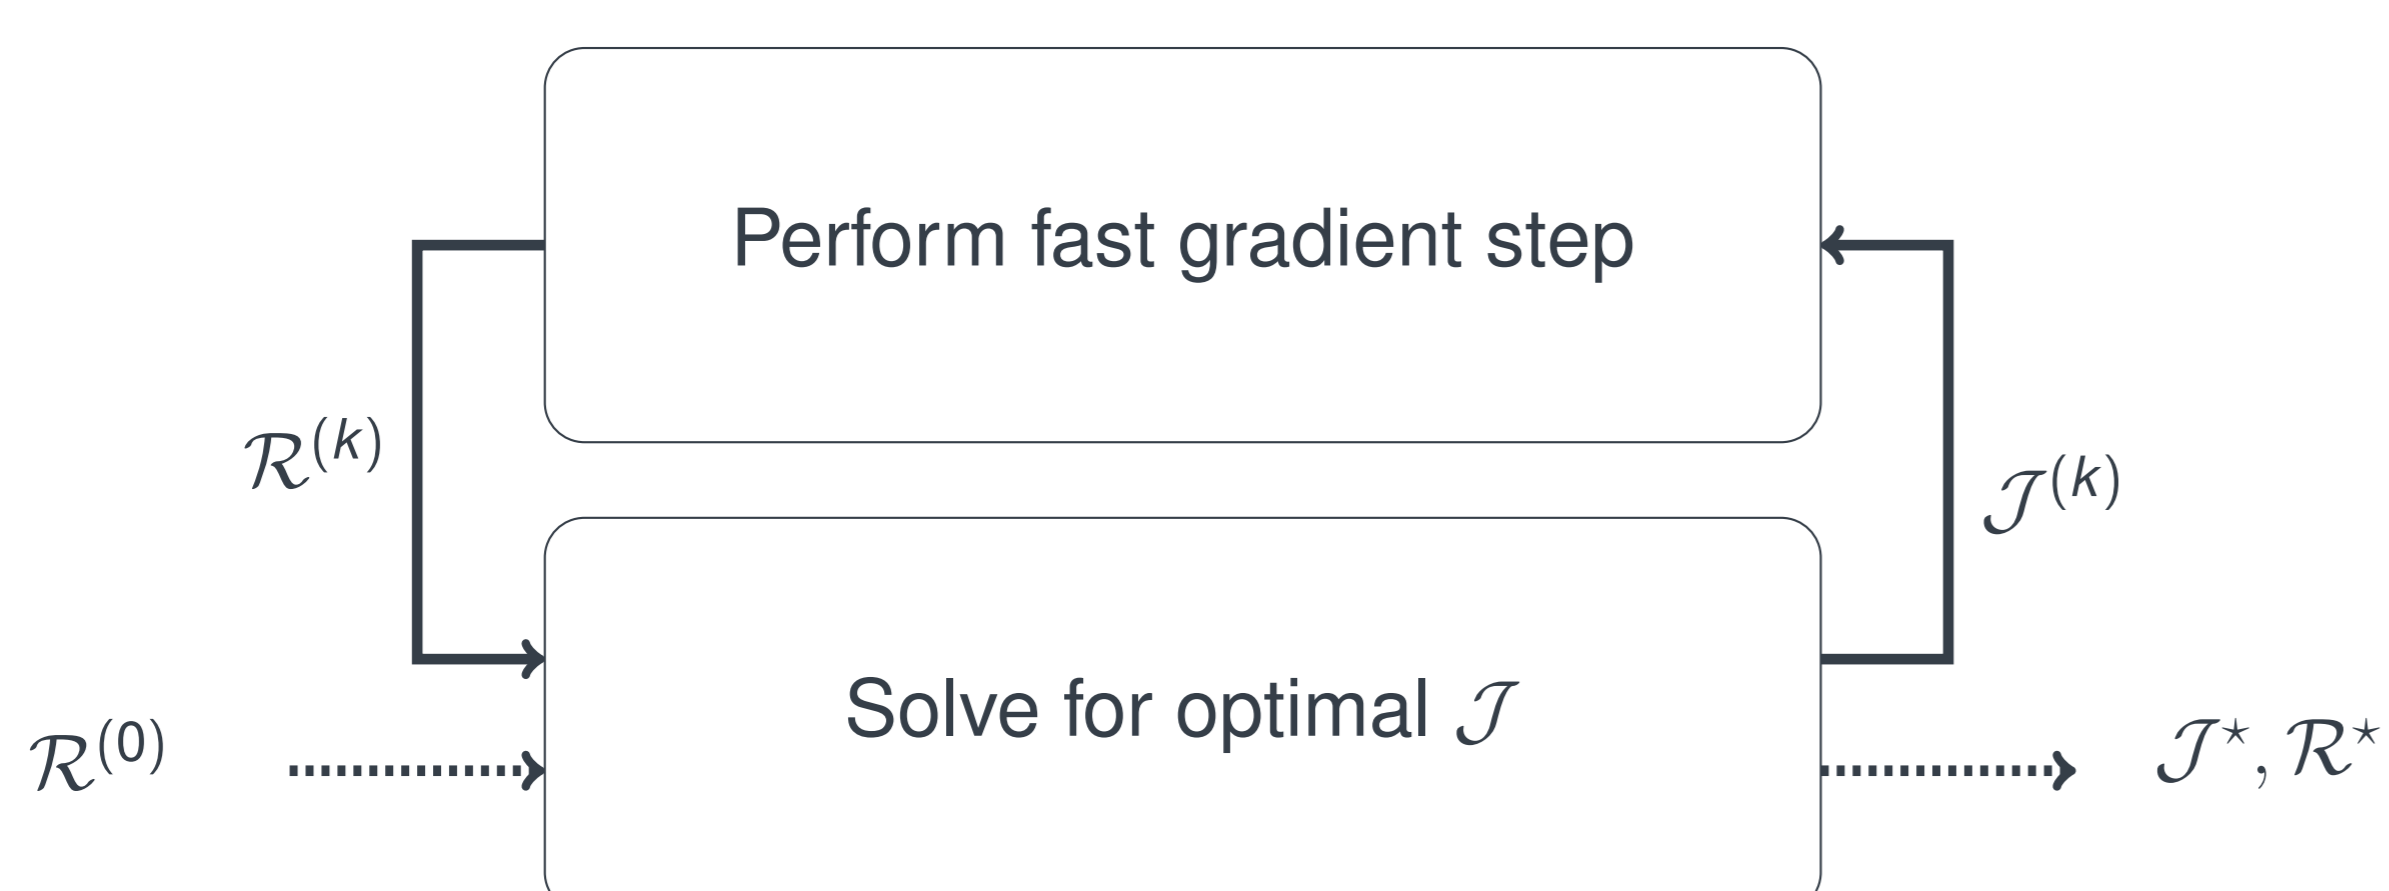 Perform fast gradient step
ℛ⁽ᵏ⁾
𝒥⁽ᵏ⁾
Solve for optimal 𝒥
ℛ⁽⁰⁾
𝒥⋆, ℛ⋆